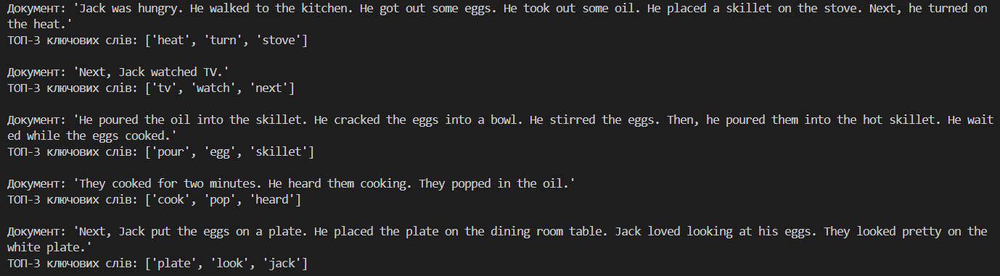 Документ: 'Jack was hungry. He walked to the kitchen. He got out some eggs. He took out some oil. He placed a skillet on the stove. Next, he turned on
the heat.'
ТОП-3 ключових слів: ['heat', 'turn', 'stove']
Документ: 'Next, Jack watched TV.'
ТОП-3 ключових слів: ['tv', 'watch', 'next']
Документ: 'He poured the oil into the skillet. He cracked the eggs into a bowl. He stirred the eggs. Then, he poured them into the hot skillet. He wait
ed while the eggs cooked.'
ТОП-3 ключових слів: ['pour', 'egg', 'skillet']
Документ: 'They cooked for two minutes. He heard them cooking. They popped in the oil.'
ТОП-3 ключових слів: ['cook', 'pop', 'heard']
Документ: 'Next, Jack put the eggs on a plate. He placed the plate on the dining room table. Jack loved looking at his eggs. They looked pretty on the
white plate.'
ТОП-3 ключових слів: ['plate', 'look', 'jack']